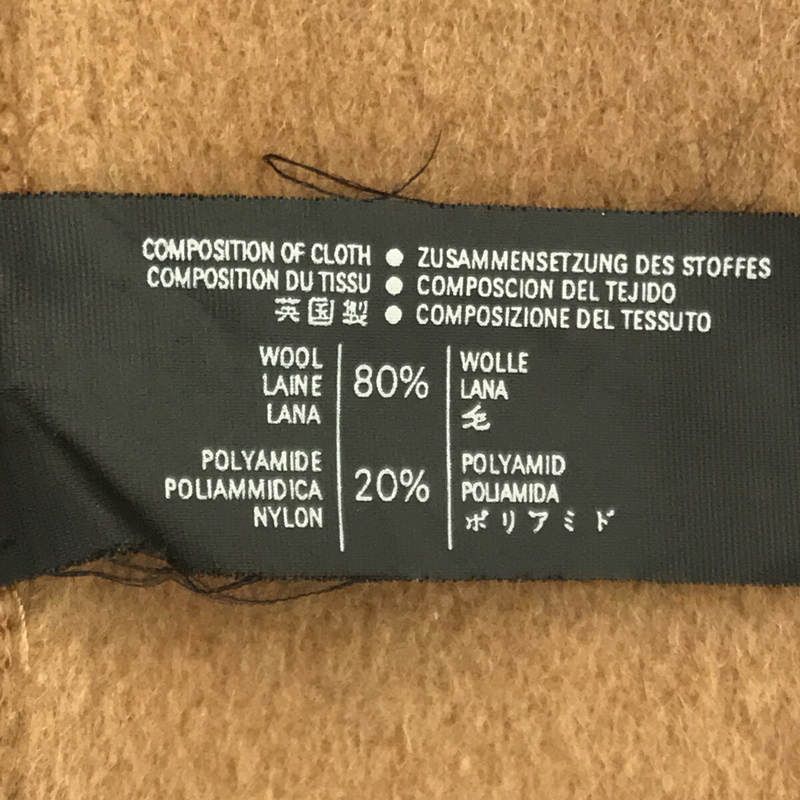 COMPOSITION OF CLOTH ● ZUSAMMENSETZUNG DES STOFFES
COMPOSITION DU TISSU ● COMPOSCION DEL TEJIDO
英国製 ● COMPOSIZIONE DEL TESSUTO
WOOL
LAINE
LANA
80%
WOLLE
LANA
毛
POLYAMIDE
POLIAMMIDICA
NYLON
20%
POLYAMID
POLIAMIDA
ポリアミド